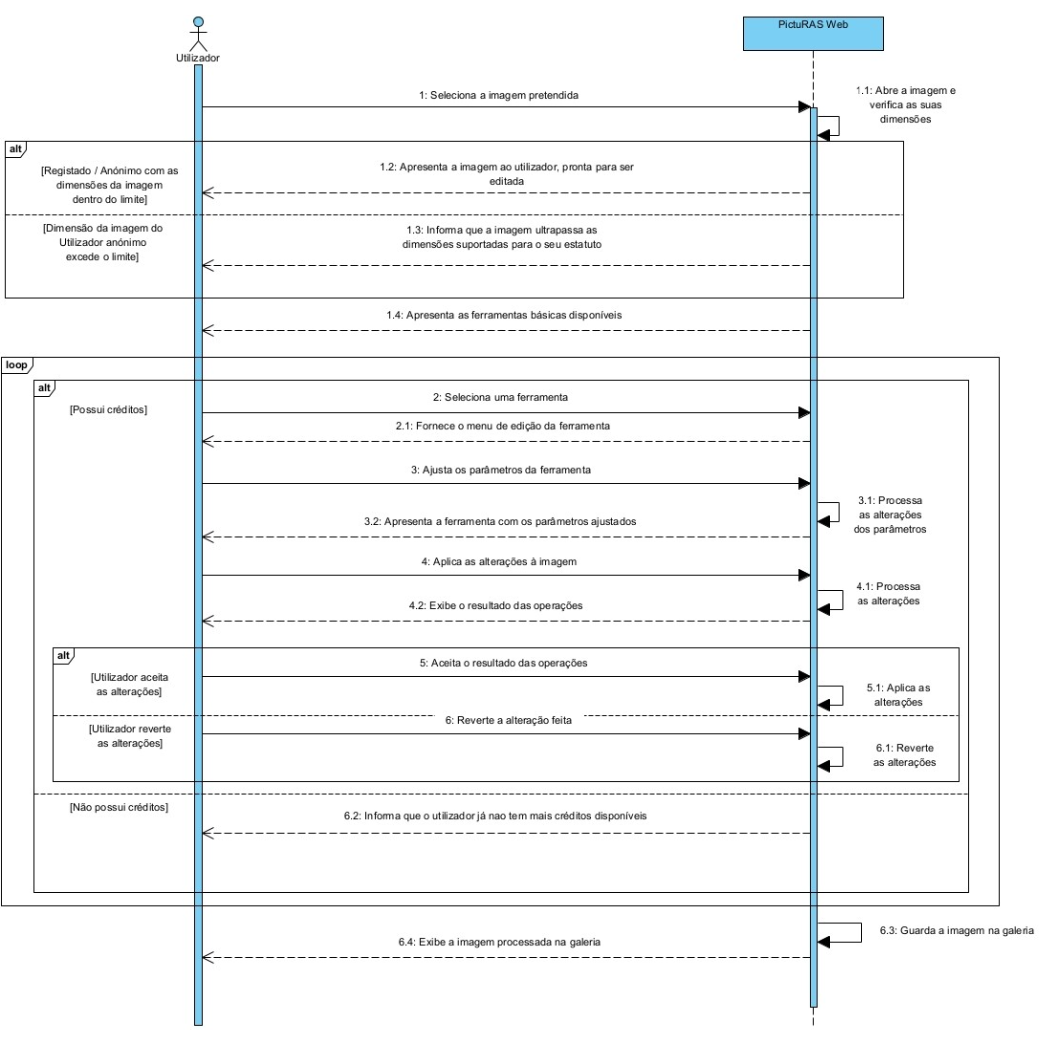 PictuRAS Web
Utilizador
1: Seleciona a imagem pretendida
1.1: Abre a imagem e
verifica as suas
dimensões
alt
[Registado / Anónimo com as
dimensões da imagem
dentro do limite]
1.2: Apresenta a imagem ao utilizador, pronta para ser
editada
[Dimensão da imagem do
Utilizador anónimo
excede o limite]
1.3: Informa que a imagem ultrapassa as
dimensões suportadas para o seu estatuto
1.4: Apresenta as ferramentas básicas disponíveis
loop
alt
[Possui créditos]
2: Seleciona uma ferramenta
2.1: Fornece o menu de edição da ferramenta
3: Ajusta os parâmetros da ferramenta
3.1: Processa
as alterações
dos parâmetros
3.2: Apresenta a ferramenta com os parâmetros ajustados
4: Aplica as alterações à imagem
4.1: Processa
as alterações
4.2: Exibe o resultado das operações
alt
[Utilizador aceita
as alterações]
5: Aceita o resultado das operações
5.1: Aplica as
alterações
[Utilizador reverte
as alterações]
6: Reverte a alteração feita
6.1: Reverte
as alterações
[Não possui créditos]
6.2: Informa que o utilizador já nao tem mais créditos disponíveis
6.3: Guarda a imagem na galeria
6.4: Exibe a imagem processada na galeria